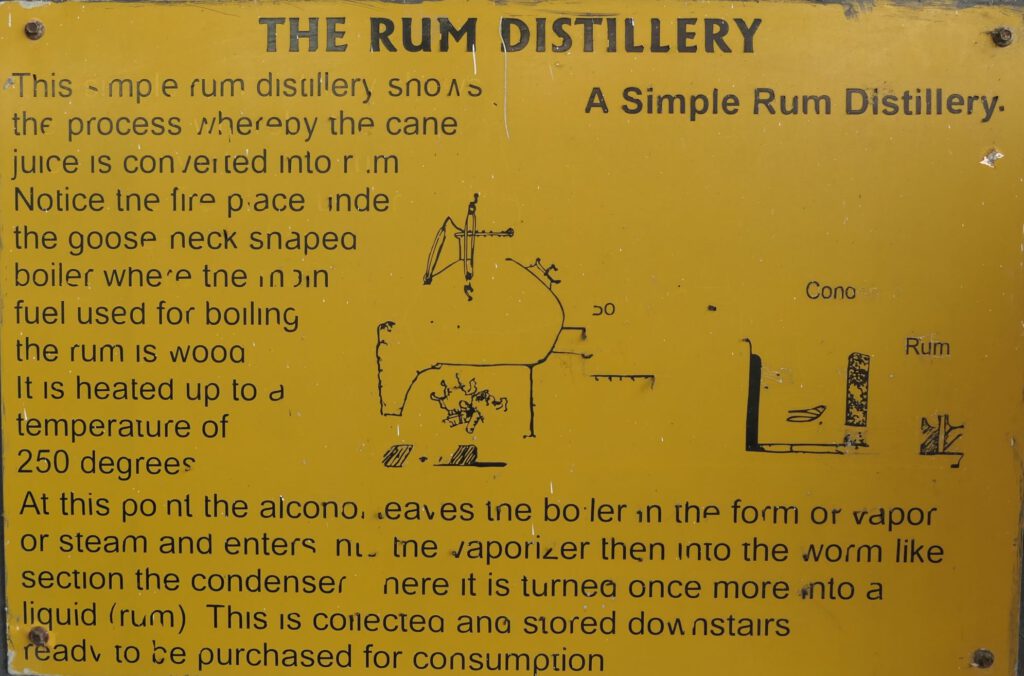 THE RUM DISTILLERY
This simple rum distillery shows
the process whereby the cane
juice is converted into rum
Notice the fire place unde
the goose neck shaped
boiler where the main
fuel used for boiling
the rum is wood
It is heated up to a
temperature of
250 degrees
A Simple Rum Distillery.
Rum
At this point the alcohol leaves the boiler in the form or vapor
or steam and enters into the vaporizer then into the worm like
section the condenser where it is turned once more into a
liquid (rum) This is collected and stored downstairs
ready to be purchased for consumption